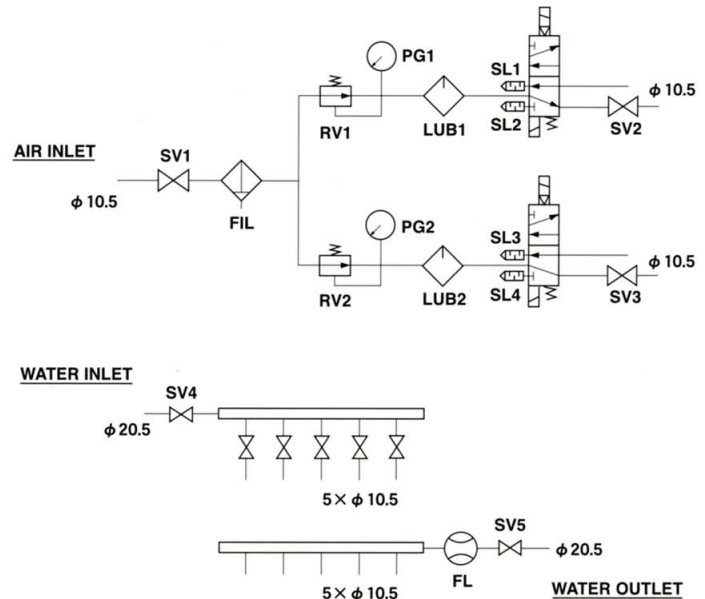 PG1
SL1
φ 10.5
SL2
RV1
LUB1
SV2
AIR INLET
SV1
φ 10.5
FIL
PG2
SL3
φ 10.5
SL4
RV2
LUB2
SV3
WATER INLET
SV4
φ 20.5
5× φ 10.5
SV5
φ 20.5
FL
5× φ 10.5
WATER OUTLET